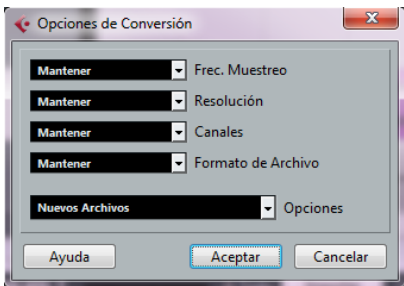 Opciones de Conversión
Mantener Frec. Muestreo
Mantener Resolución
Mantener Canales
Mantener Formato de Archivo
Nuevos Archivos Opciones
Ayuda Aceptar Cancelar